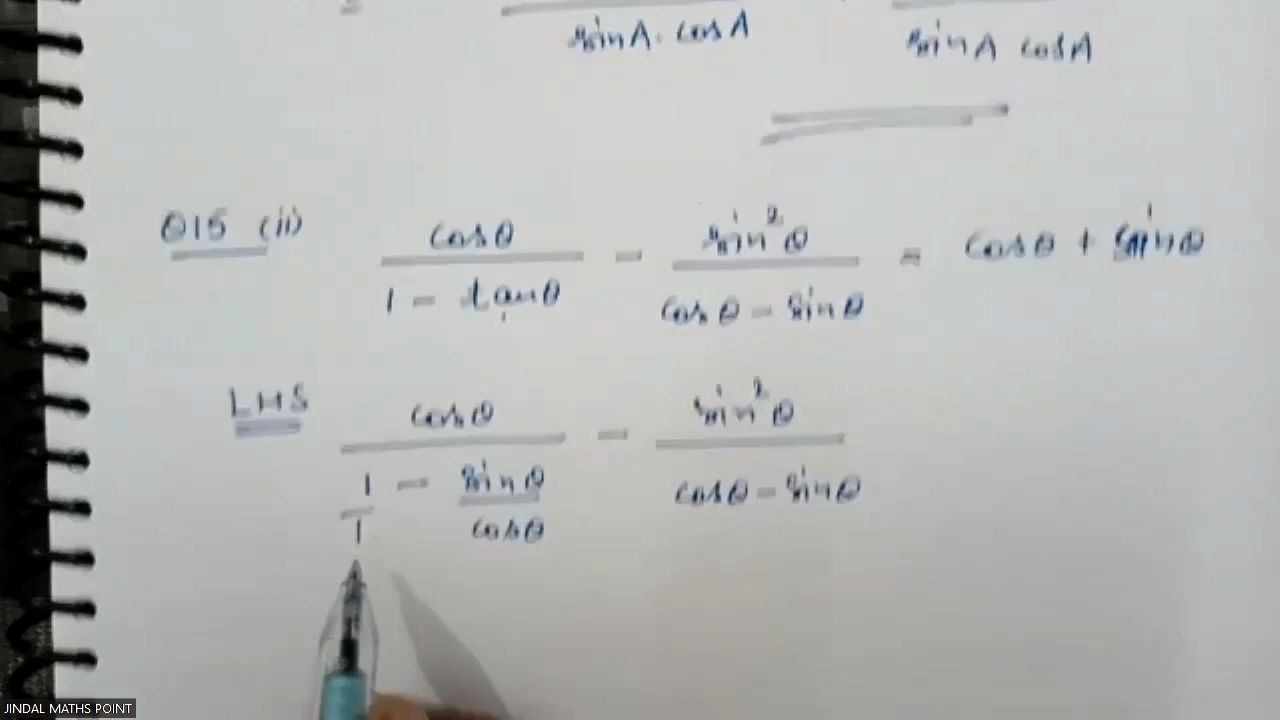 sinA. cosA sinA cosA
Q15 (ii) cosθ / 1 - tanθ - sin²θ / cosθ - sinθ = cosθ + sinθ
LHS cosθ / 1/1 - sinθ/cosθ - sin²θ / cosθ - sinθ
JINDAL MATHS POINT